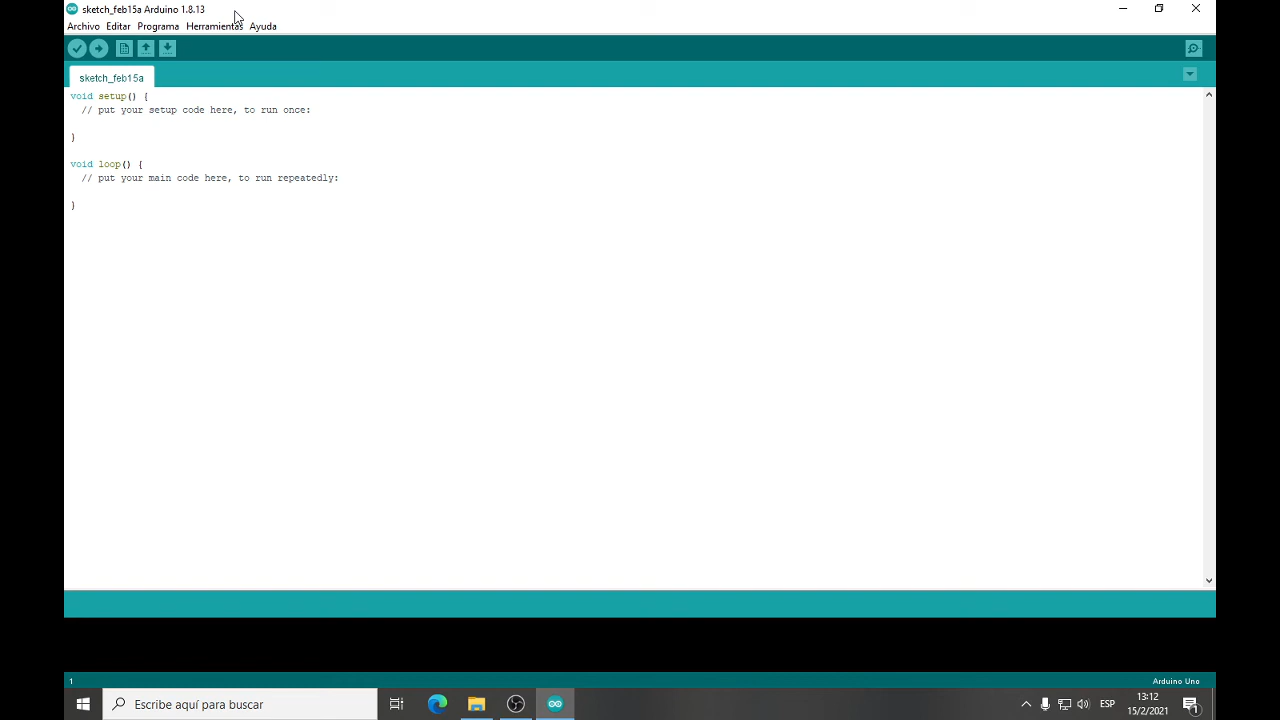 sketch_feb15a Arduino 1.8.13
Archivo Editar Programa Herramientas Ayuda
sketch_feb15a
void setup() {
// put your setup code here, to run once:
}
void loop() {
// put your main code here, to run repeatedly:
}
1
Arduino Uno
Escribe aquí para buscar
ESP
13:12
15/2/2021
1